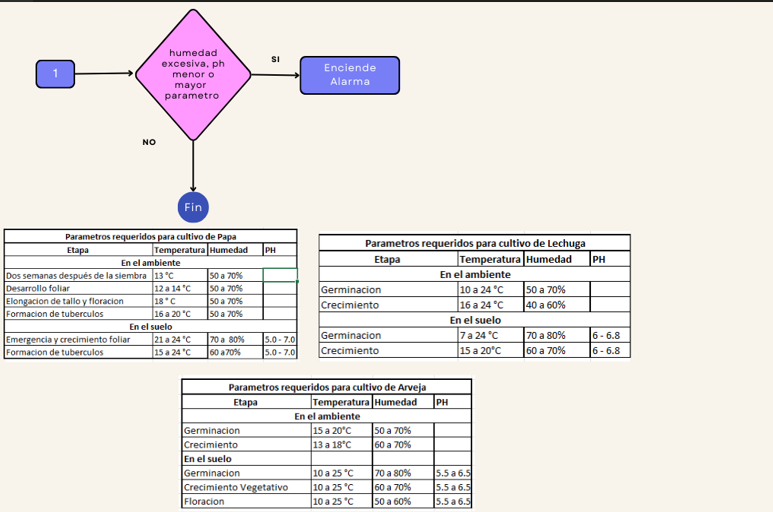 1
humedad
excesiva, ph
menor o
mayor
parametro
SI
Enciende
Alarma
NO
Fin
Parametros requeridos para cultivo de Papa
Etapa Temperatura Humedad PH
En el ambiente
Dos semanas después de la siembra 13 °C 50 a 70%
Desarrollo foliar 12 a 14 °C 50 a 70%
Elongacion de tallo y floracion 18 ° C 50 a 70%
Formacion de tuberculos 16 a 20 °C 50 a 70%
En el suelo
Emergencia y crecimiento foliar 21 a 24 °C 70 a 80% 5.0 - 7.0
Formacion de tuberculos 15 a 24 °C 60 a70% 5.0 - 7.0
Parametros requeridos para cultivo de Lechuga
Etapa Temperatura Humedad PH
En el ambiente
Germinacion 10 a 24 °C 50 a 70%
Crecimiento 16 a 24 °C 40 a 60%
En el suelo
Germinacion 7 a 24 °C 70 a 80% 6 - 6.8
Crecimiento 15 a 20°C 60 a 70% 6 - 6.8
Parametros requeridos para cultivo de Arveja
Etapa Temperatura Humedad PH
En el ambiente
Germinacion 15 a 20°C 50 a 70%
Crecimiento 13 a 18°C 60 a 70%
En el suelo
Germinacion 10 a 25 °C 70 a 80% 5.5 a 6.5
Crecimiento Vegetativo 10 a 25 °C 60 a 70% 5.5 a 6.5
Floracion 10 a 25 °C 50 a 60% 5.5 a 6.5